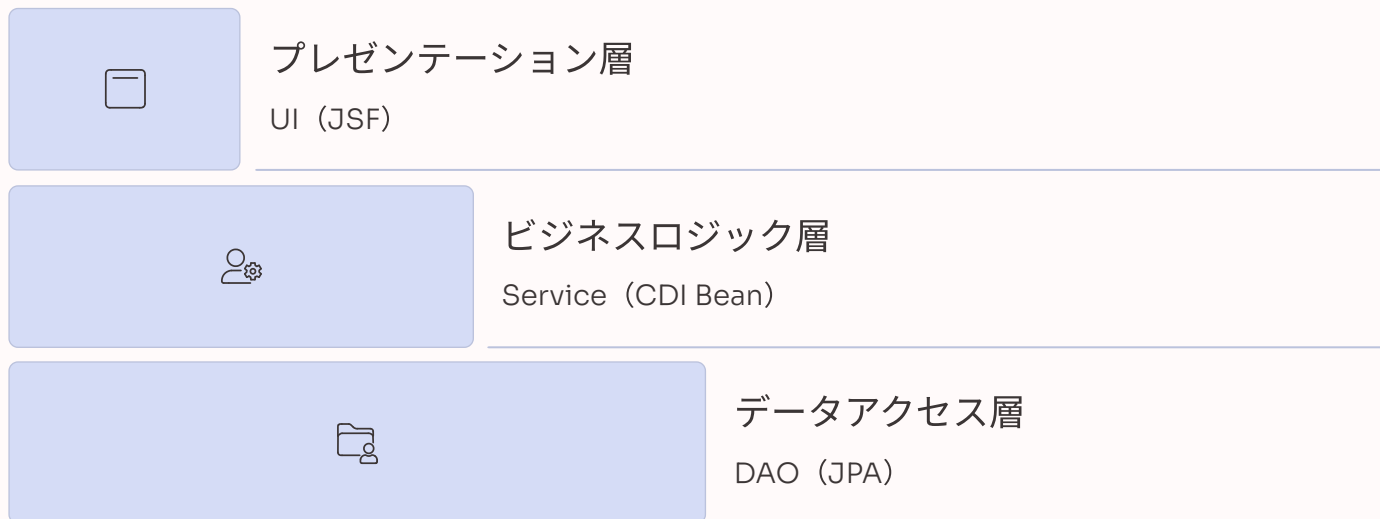 プレゼンテーション層
UI（JSF）
ビジネスロジック層
Service（CDI Bean）
データアクセス層
DAO（JPA）